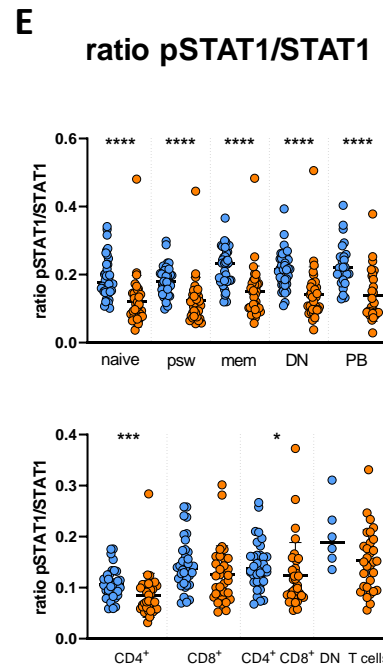 E
ratio pSTAT1/STAT1
**** **** **** **** ****
ratio pSTAT1/STAT1
0.6
0.4
0.2
0.0
naive psw mem DN PB
*** *
ratio pSTAT1/STAT1
0.4
0.3
0.2
0.1
0.0
CD4⁺ CD8⁺ CD4⁺ CD8⁺ DN T cells